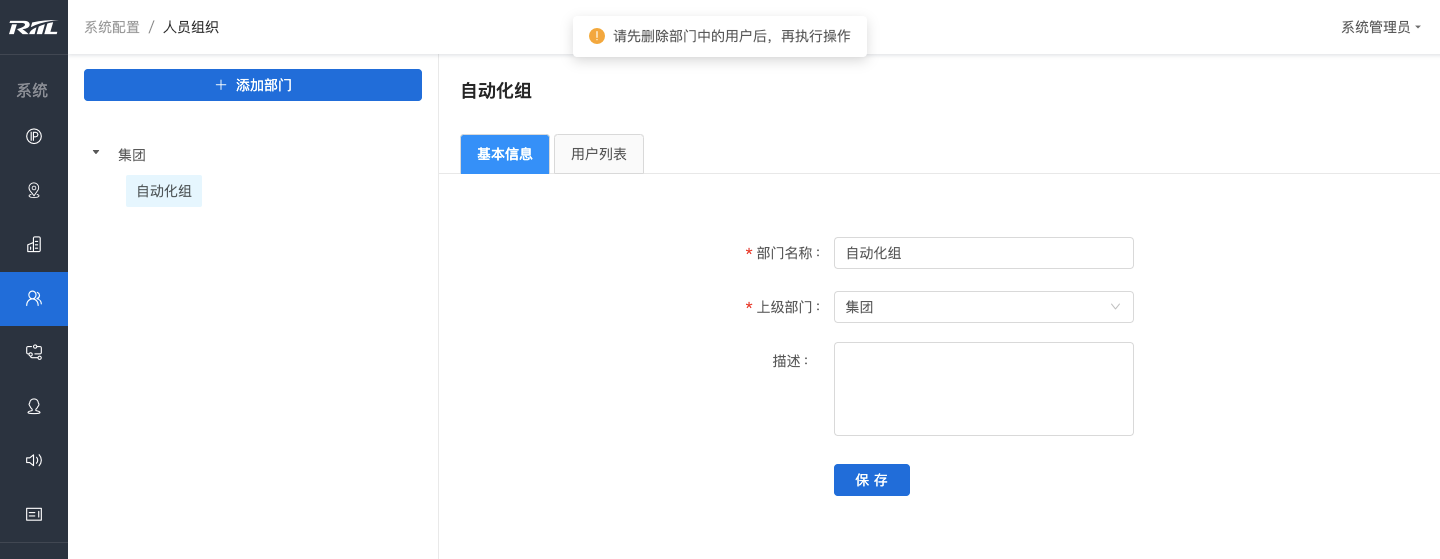 RIIL
系统配置 / 人员组织
请先删除部门中的用户后，再执行操作
系统管理员
系统
添加部门
集团
自动化组
自动化组
基本信息
用户列表
* 部门名称：
自动化组
* 上级部门：
集团
描述：
保 存